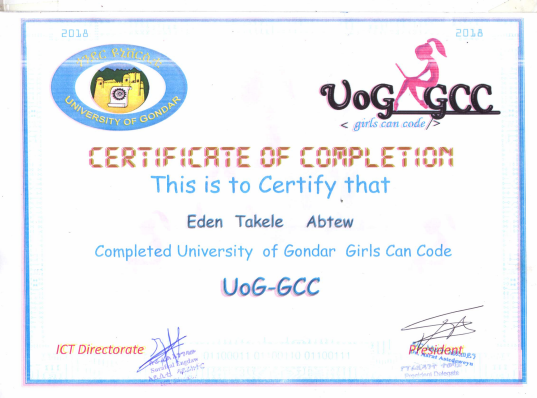 2018
2018
UNIVERSITY OF GONDAR
UoG GCC
< girls can code />
CERTIFICATE OF COMPLETION
This is to Certify that
Eden Takele Abtew
Completed University of Gondar Girls Can Code
UoG-GCC
ICT Directorate
President